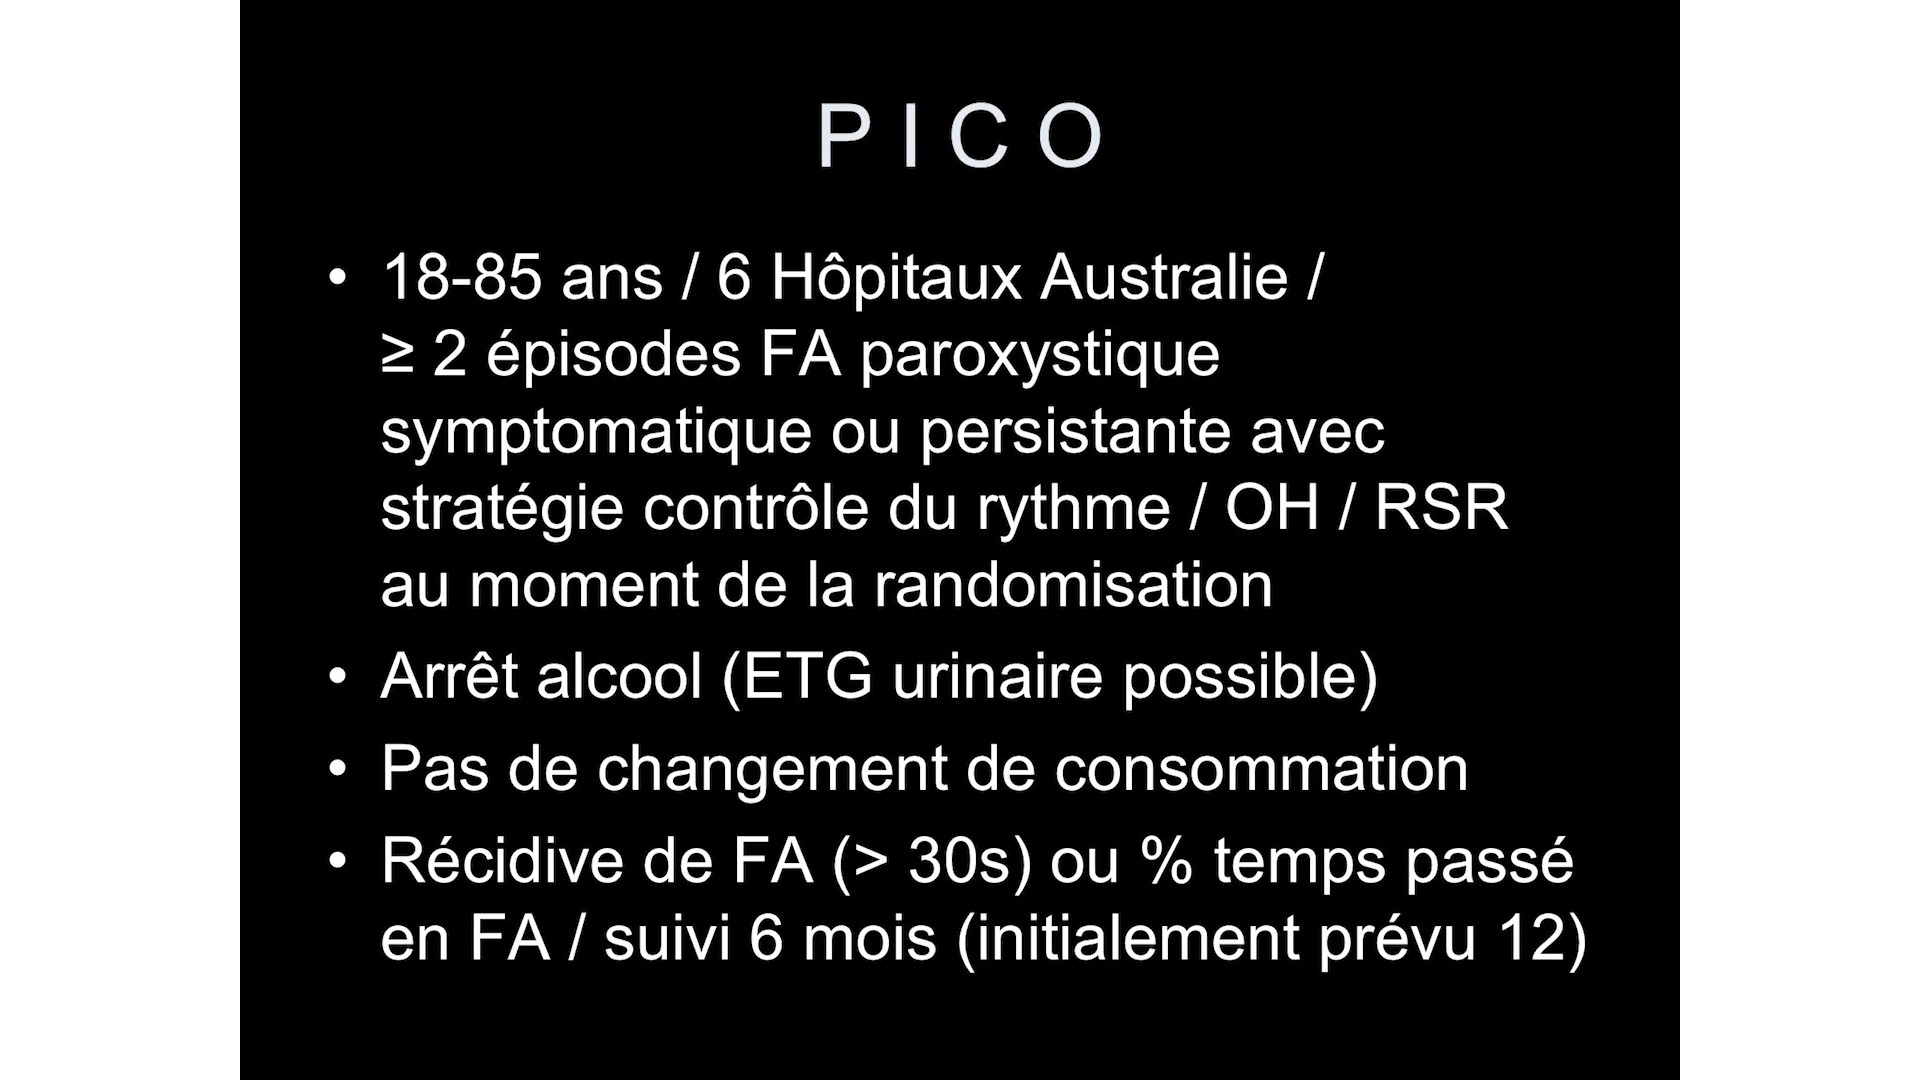 P I C O
• 18-85 ans / 6 Hôpitaux Australie /
≥ 2 épisodes FA paroxystique
symptomatique ou persistante avec
stratégie contrôle du rythme / OH / RSR
au moment de la randomisation
• Arrêt alcool (ETG urinaire possible)
• Pas de changement de consommation
• Récidive de FA (> 30s) ou % temps passé
en FA / suivi 6 mois (initialement prévu 12)